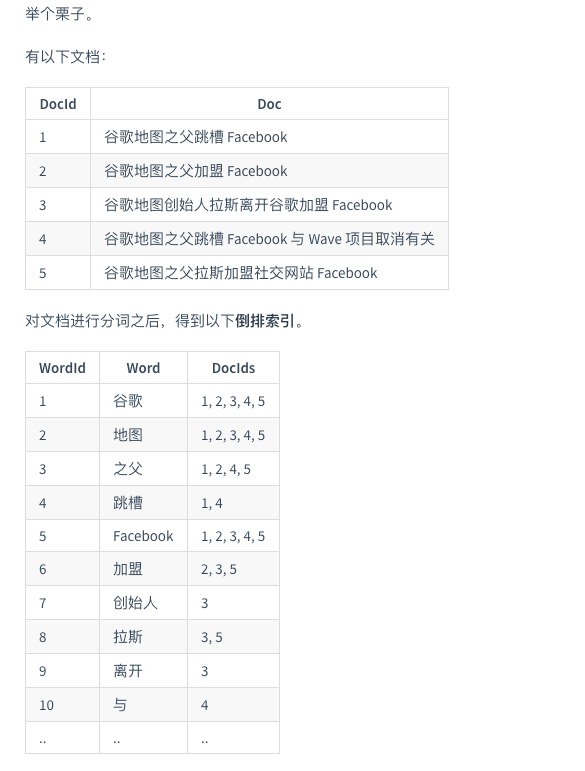 举个栗子。
有以下文档：
DocId Doc
1 谷歌地图之父跳槽 Facebook
2 谷歌地图之父加盟 Facebook
3 谷歌地图创始人拉斯离开谷歌加盟 Facebook
4 谷歌地图之父跳槽 Facebook 与 Wave 项目取消有关
5 谷歌地图之父拉斯加盟社交网站 Facebook
对文档进行分词之后，得到以下倒排索引。
WordId Word DocIds
1 谷歌 1, 2, 3, 4, 5
2 地图 1, 2, 3, 4, 5
3 之父 1, 2, 4, 5
4 跳槽 1, 4
5 Facebook 1, 2, 3, 4, 5
6 加盟 2, 3, 5
7 创始人 3
8 拉斯 3, 5
9 离开 3
10 与 4
.. .. ..